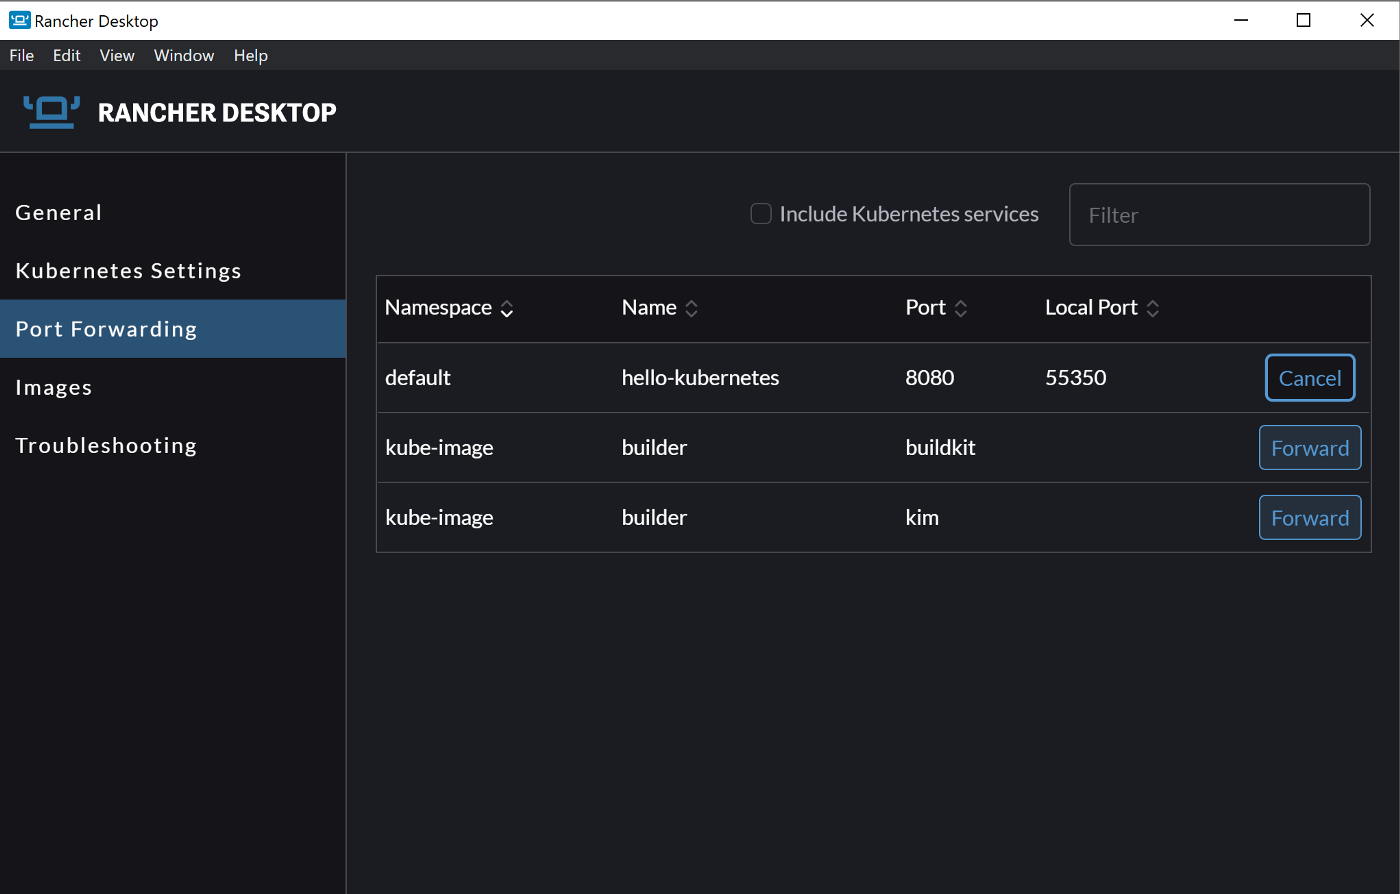 Rancher Desktop
File Edit View Window Help
RANCHER DESKTOP
General
Kubernetes Settings
Port Forwarding
Images
Troubleshooting
Include Kubernetes services Filter
Namespace Name Port Local Port
default hello-kubernetes 8080 55350 Cancel
kube-image builder buildkit Forward
kube-image builder kim Forward